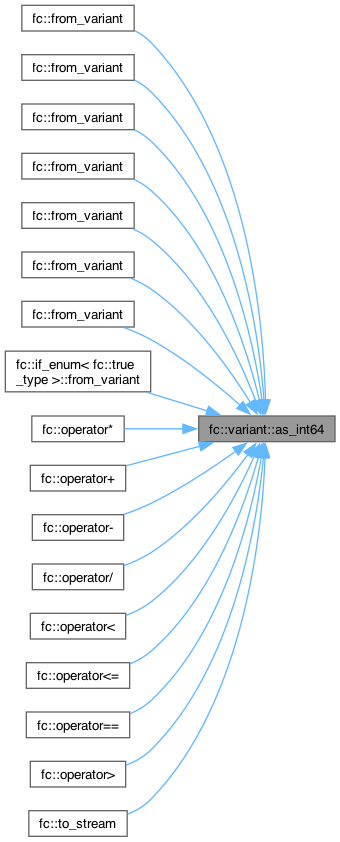 fc::from_variant
fc::from_variant
fc::from_variant
fc::from_variant
fc::from_variant
fc::from_variant
fc::from_variant
fc::if_enum< fc::true
_type >::from_variant
fc::operator*
fc::variant::as_int64
fc::operator+
fc::operator-
fc::operator/
fc::operator<
fc::operator<=
fc::operator==
fc::operator>
fc::to_stream